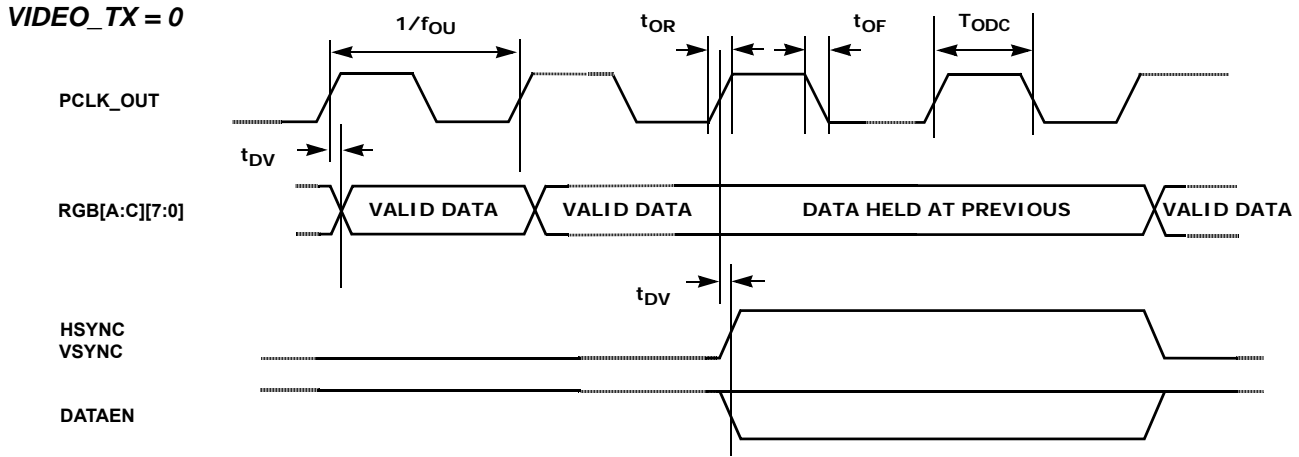 VIDEO_TX = 0
1/fOU
tOR
tOF
TODC
PCLK_OUT
tDV
RGB[A:C][7:0]
VALID DATA
VALID DATA
DATA HELD AT PREVIOUS
VALID DATA
tDV
HSYNC
VSYNC
DATAEN